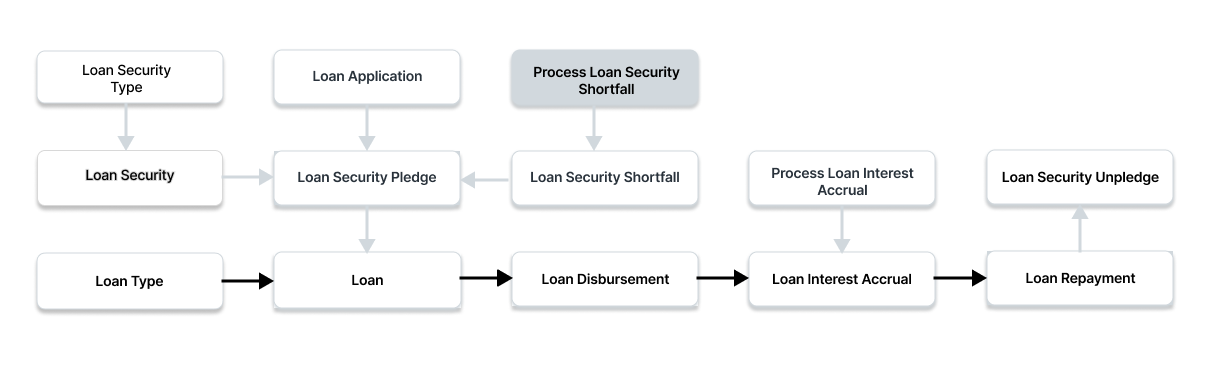 Loan Security
Type
Loan Application
Process Loan Security
Shortfall
Loan Security
Loan Security Pledge
Loan Security Shortfall
Process Loan Interest
Accrual
Loan Security Unpledge
Loan Type
Loan
Loan Disbursement
Loan Interest Accrual
Loan Repayment